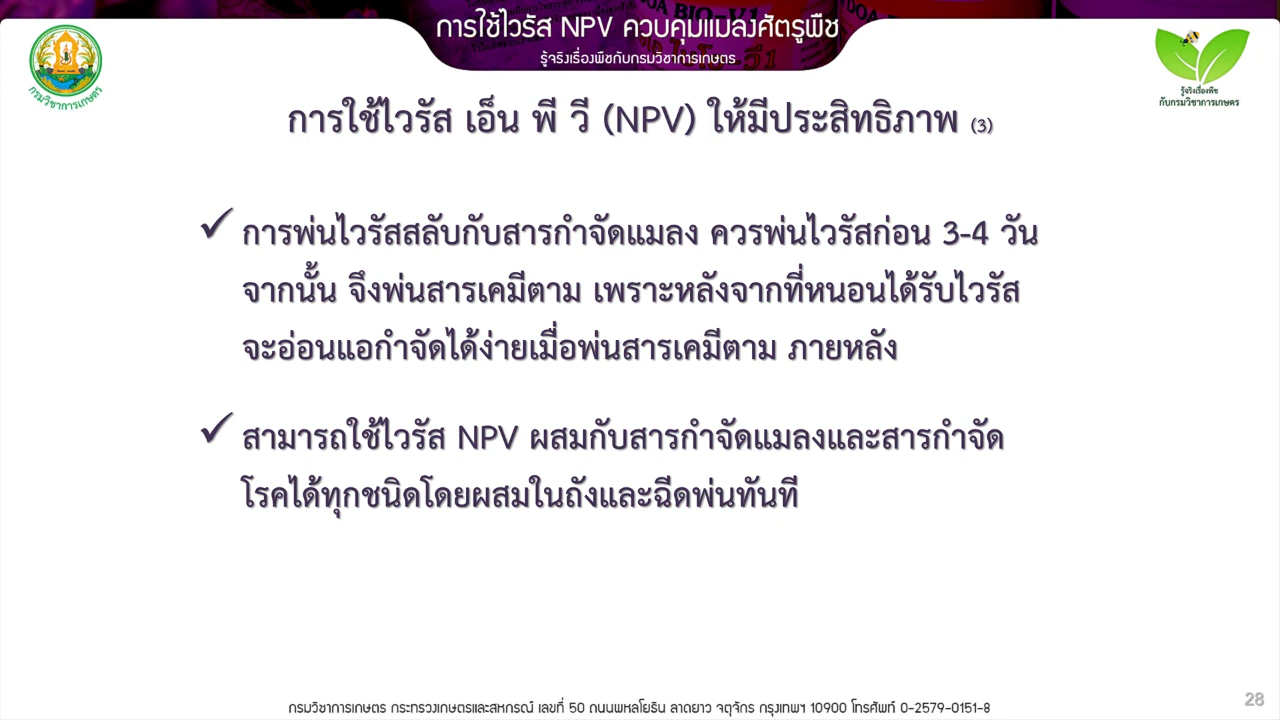 การใช้ไวรัส NPV ควบคุมแมลงศัตรูพืช
รู้จริงเรื่องพืชกับกรมวิชาการเกษตร
กรมวิชาการเกษตร
รู้จริงเรื่องพืช
กับกรมวิชาการเกษตร
การใช้ไวรัส เอ็น พี วี (NPV) ให้มีประสิทธิภาพ (3)
✓ การพ่นไวรัสสลับกับสารกำจัดแมลง ควรพ่นไวรัสก่อน 3-4 วัน
จากนั้น จึงพ่นสารเคมีตาม เพราะหลังจากที่หนอนได้รับไวรัส
จะอ่อนแอกำจัดได้ง่ายเมื่อพ่นสารเคมีตาม ภายหลัง
✓ สามารถใช้ไวรัส NPV ผสมกับสารกำจัดแมลงและสารกำจัด
โรคได้ทุกชนิดโดยผสมในถังและฉีดพ่นทันที
กรมวิชาการเกษตร กระทรวงเกษตรและสหกรณ์ เลขที่ 50 ถนนพหลโยธิน ลาดยาว จตุจักร กรุงเทพฯ 10900 โทรศัพท์ 0-2579-0151-8
28